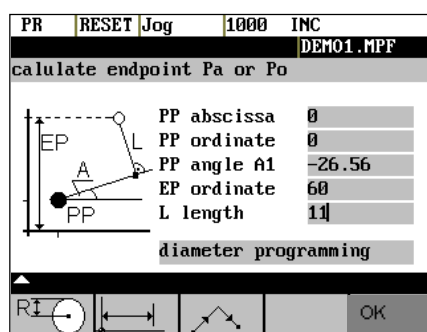 PR RESET Jog 1000 INC
DEMO1.MPF
calulate endpoint Pa or Po
PP abscissa 0
PP ordinate 0
PP angle A1 -26.56
EP ordinate 60
L length 11
EP
L
A
PP
diameter programming
R
OK